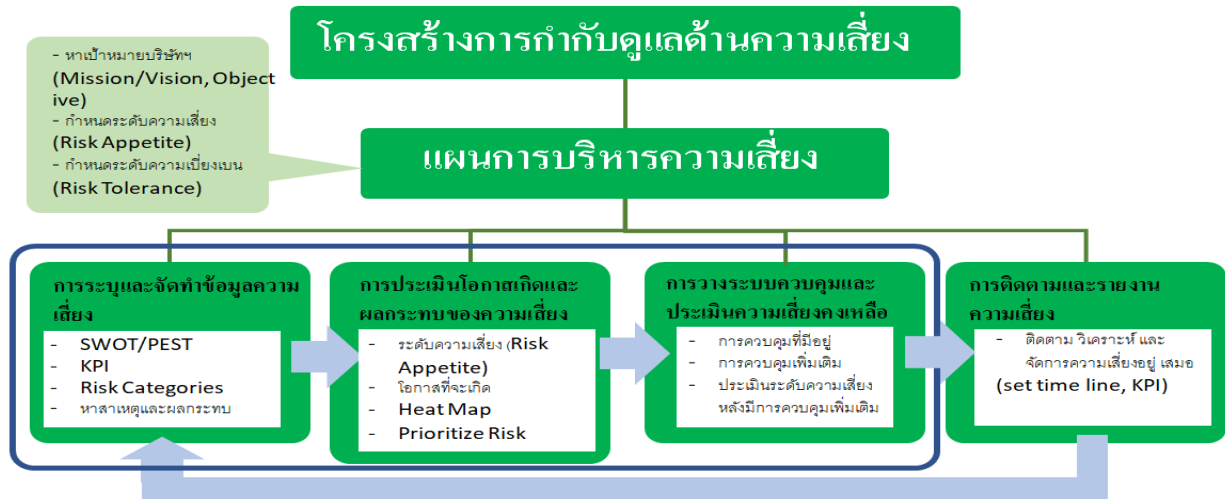 โครงสร้างการกำกับดูแลด้านความเสี่ยง
- หาเป้าหมายบริษัทฯ
(Mission/Vision, Object
ive)
- กำหนดระดับความเสี่ยง
(Risk Appetite)
- กำหนดระดับความเบี่ยงเบน
(Risk Tolerance)
แผนการบริหารความเสี่ยง
การระบุและจัดทำข้อมูลความ
เสี่ยง
- SWOT/PEST
- KPI
- Risk Categories
- หาสาเหตุและผลกระทบ
การประเมินโอกาสเกิดและ
ผลกระทบของความเสี่ยง
- ระดับความเสี่ยง (Risk
Appetite)
- โอกาสที่จะเกิด
- Heat Map
- Prioritize Risk
การวางระบบควบคุมและ
ประเมินความเสี่ยงคงเหลือ
- การควบคุมที่มีอยู่
- การควบคุมเพิ่มเติม
- ประเมินระดับความเสี่ยง
หลังมีการควบคุมเพิ่มเติม
การติดตามและรายงาน
ความเสี่ยง
- ติดตาม วิเคราะห์ และ
จัดการความเสี่ยงอยู่ เสมอ
(set time line, KPI)